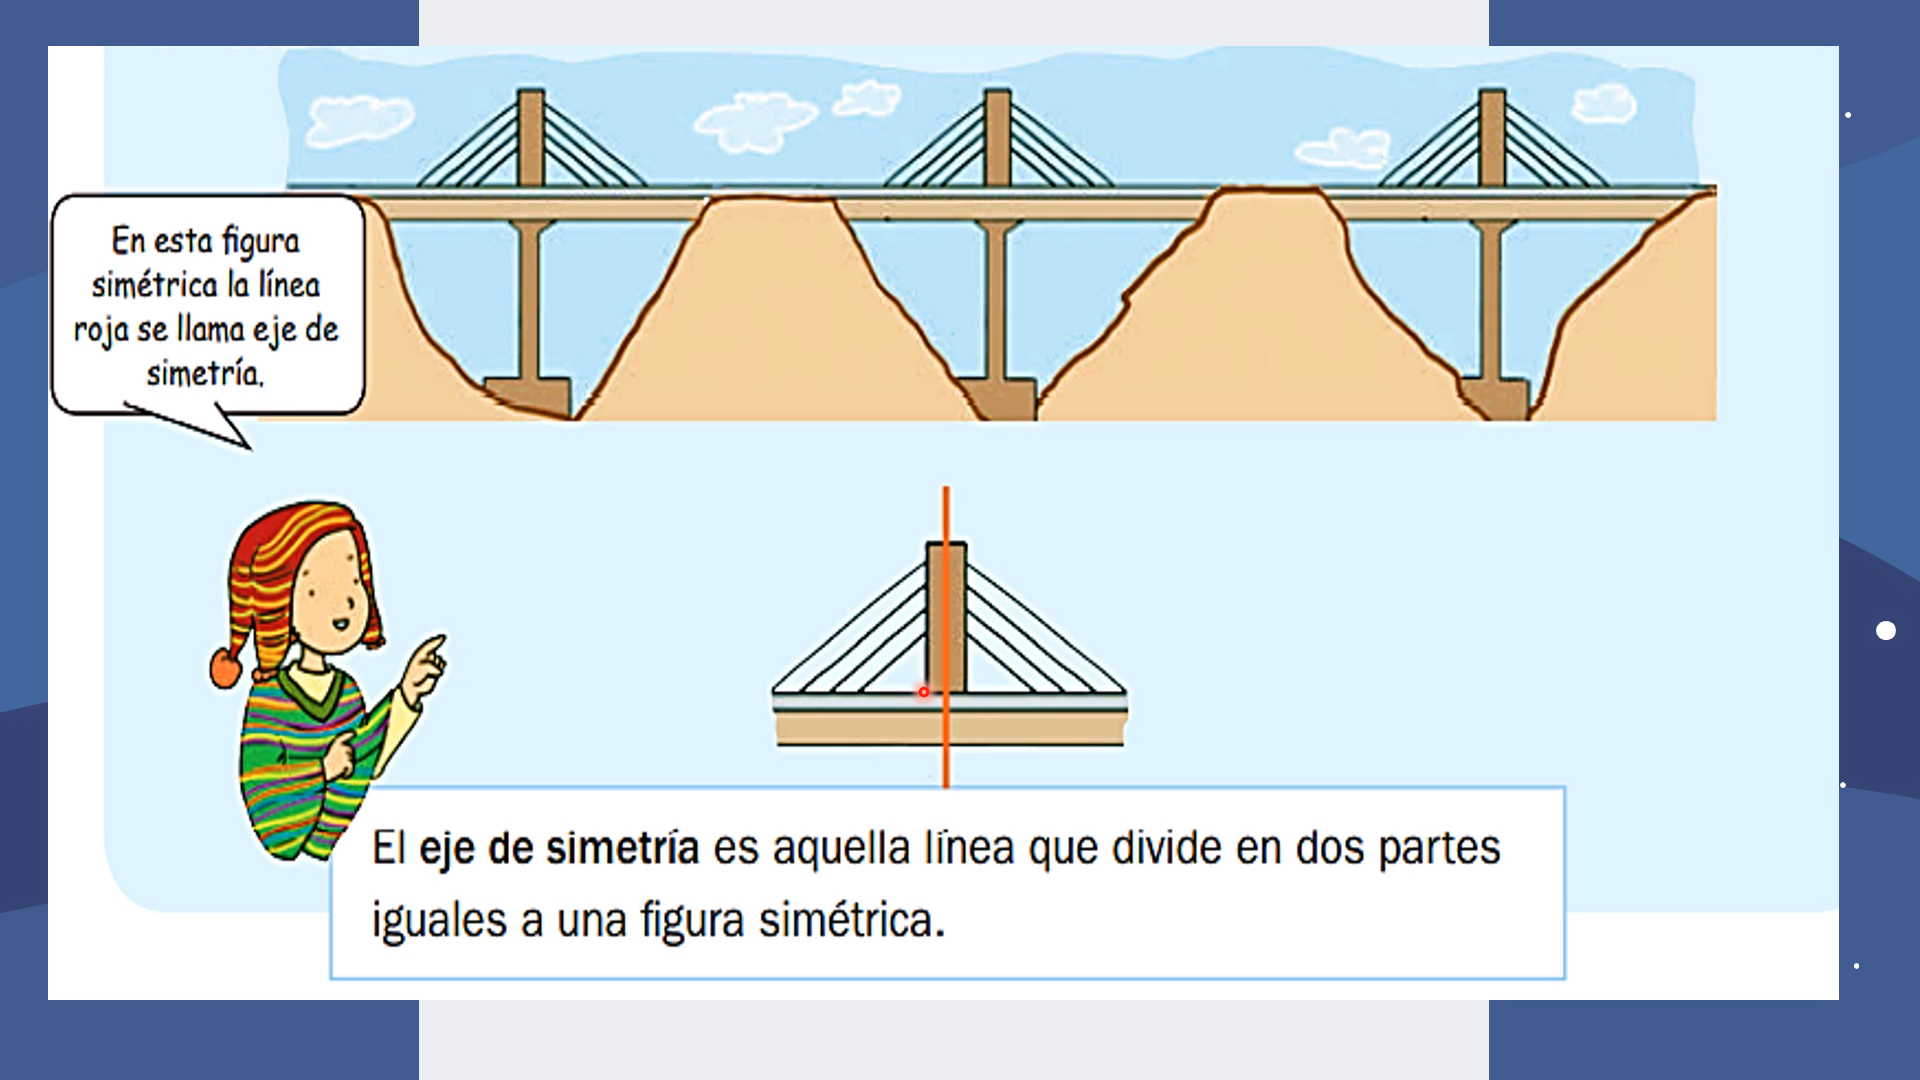 En esta figura
simétrica la línea
roja se llama eje de
simetría.
El eje de simetría es aquella línea que divide en dos partes
iguales a una figura simétrica.